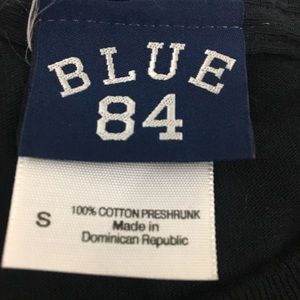 BLUE
84
S
100% COTTON PRESHRUNK
Made in
Dominican Republic